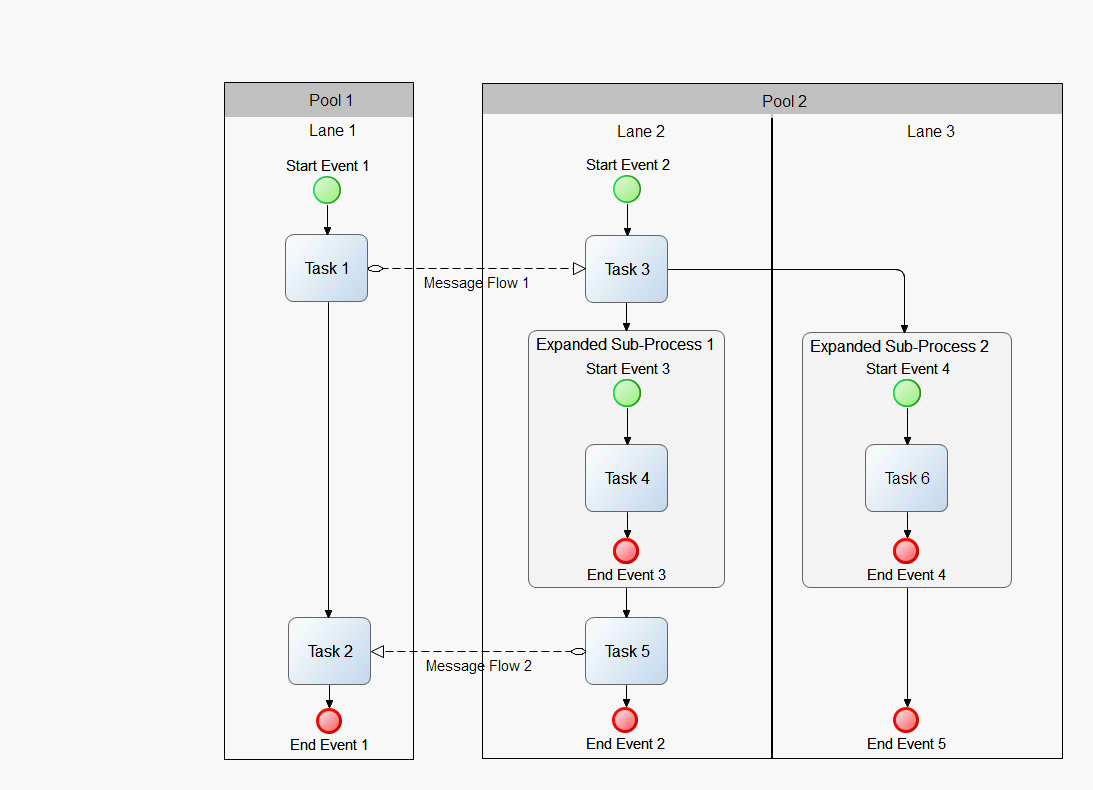 Pool 1
Lane 1
Start Event 1
Task 1
Message Flow 1
Task 2
Message Flow 2
End Event 1
Pool 2
Lane 2
Start Event 2
Task 3
Expanded Sub-Process 1
Start Event 3
Task 4
End Event 3
Task 5
End Event 2
Lane 3
Expanded Sub-Process 2
Start Event 4
Task 6
End Event 4
End Event 5